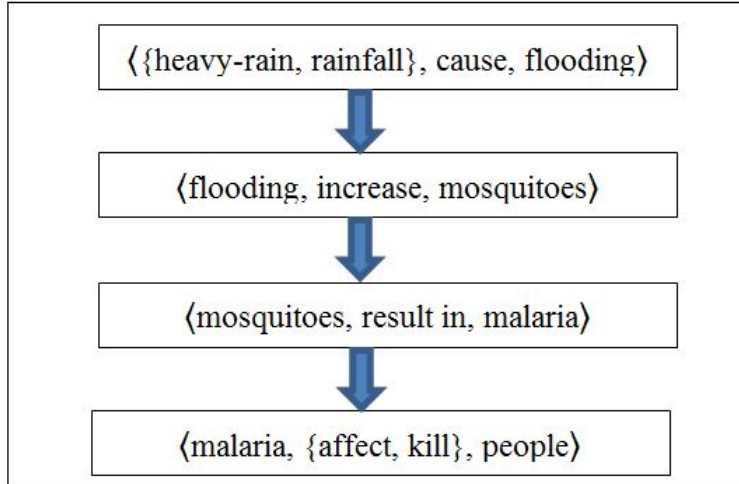 ⟨{heavy-rain, rainfall}, cause, flooding⟩
⟨flooding, increase, mosquitoes⟩
⟨mosquitoes, result in, malaria⟩
⟨malaria, {affect, kill}, people⟩